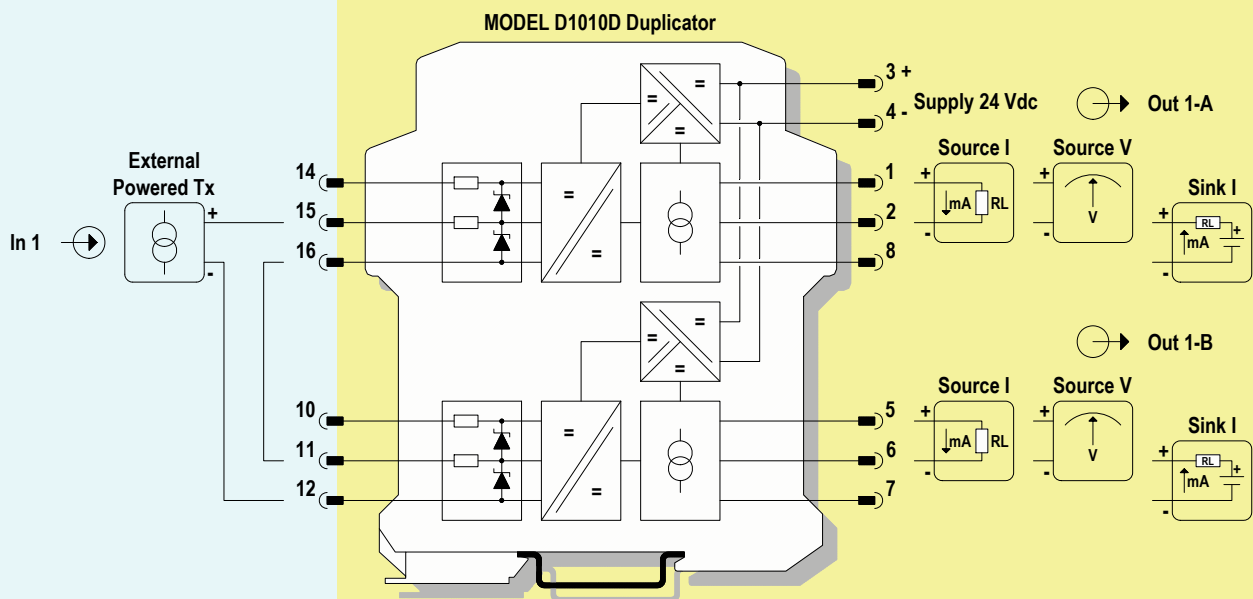 MODEL D1010D Duplicator
3 +
4 -
Supply 24 Vdc
Out 1-A
External
Powered Tx
In 1
+
-
14
15
16
=
=
=
=
=
1
2
8
Source I
+
-
mA
RL
Source V
+
-
V
Sink I
+
-
RL
mA
+
=
=
=
Out 1-B
10
11
12
=
=
5
6
7
Source I
+
-
mA
RL
Source V
+
-
V
Sink I
+
-
RL
mA
+